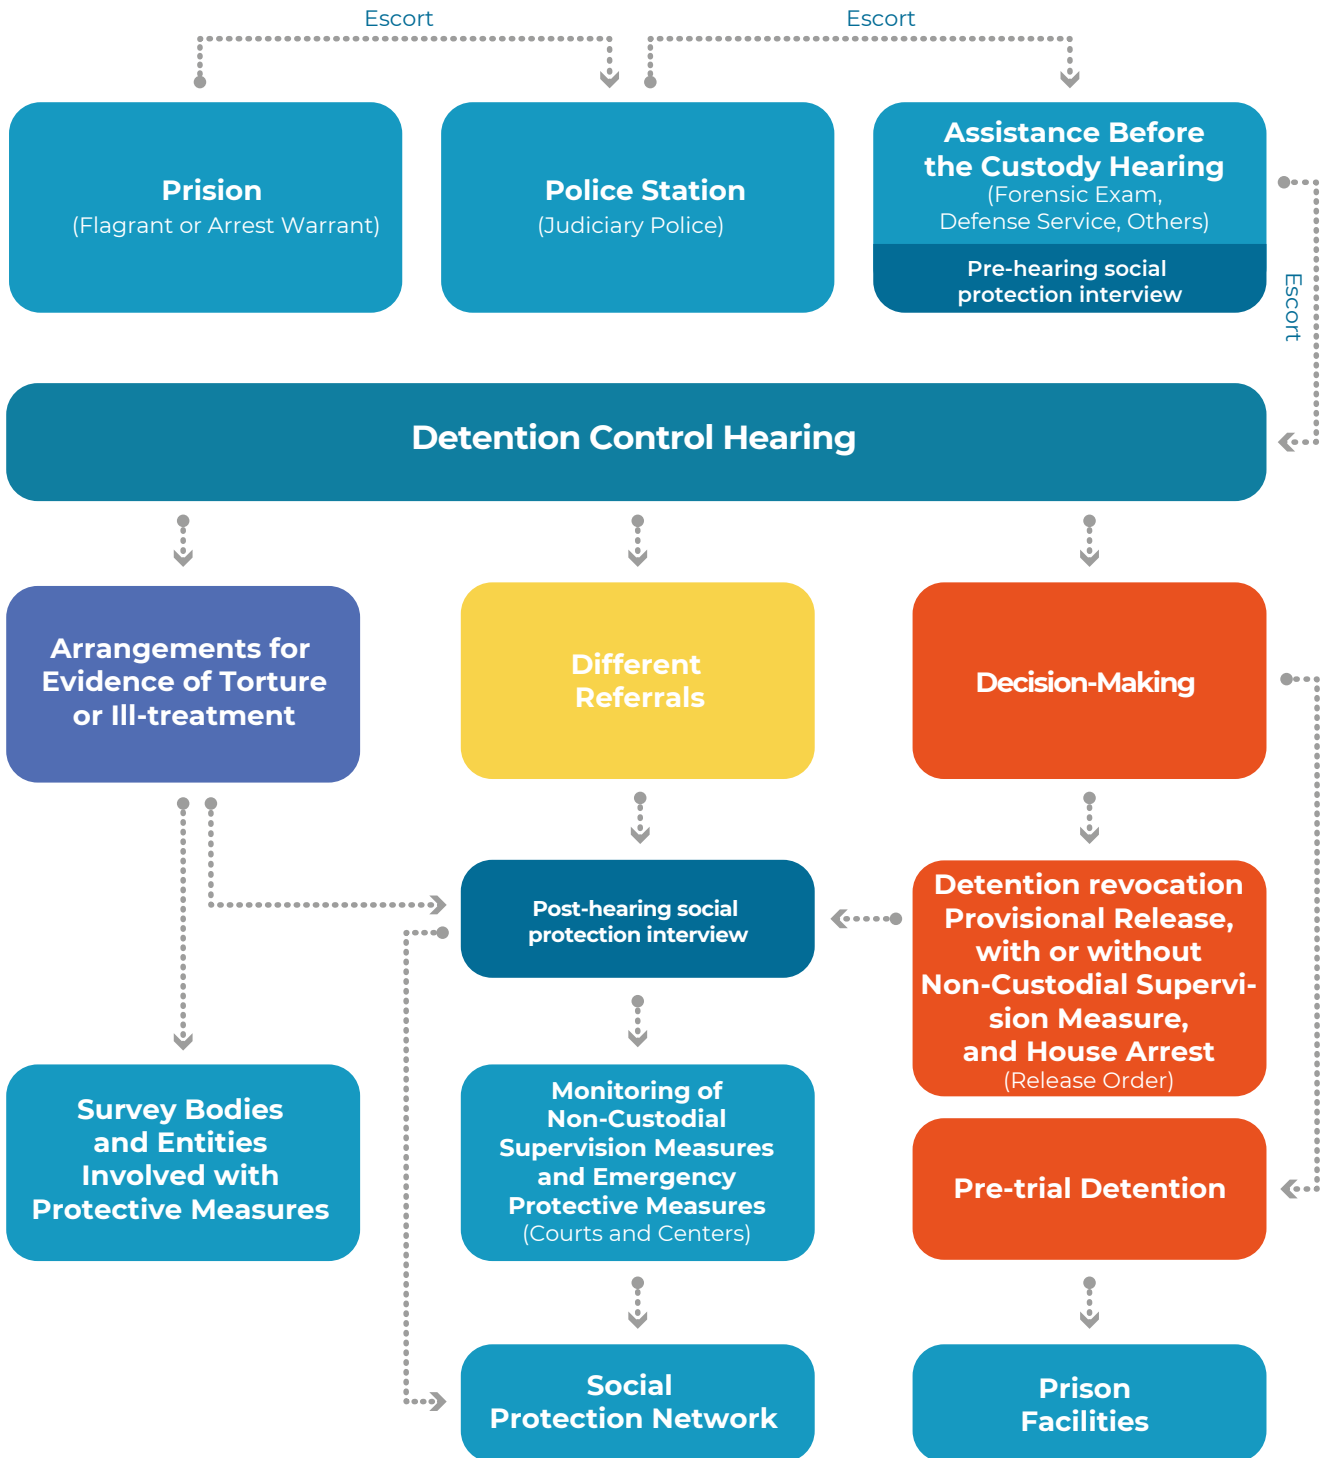 Escort
Escort
Prision
(Flagrant or Arrest Warrant)
Police Station
(Judiciary Police)
Assistance Before
the Custody Hearing
(Forensic Exam,
Defense Service, Others)
Pre-hearing social
protection interview
Escort
Detention Control Hearing
Arrangements for
Evidence of Torture
or Ill-treatment
Different
Referrals
Decision-Making
Post-hearing social
protection interview
Detention revocation
Provisional Release,
with or without
Non-Custodial Supervi-
sion Measure,
and House Arrest
(Release Order)
Survey Bodies
and Entities
Involved with
Protective Measures
Monitoring of
Non-Custodial
Supervision Measures
and Emergency
Protective Measures
(Courts and Centers)
Pre-trial Detention
Social
Protection Network
Prison
Facilities